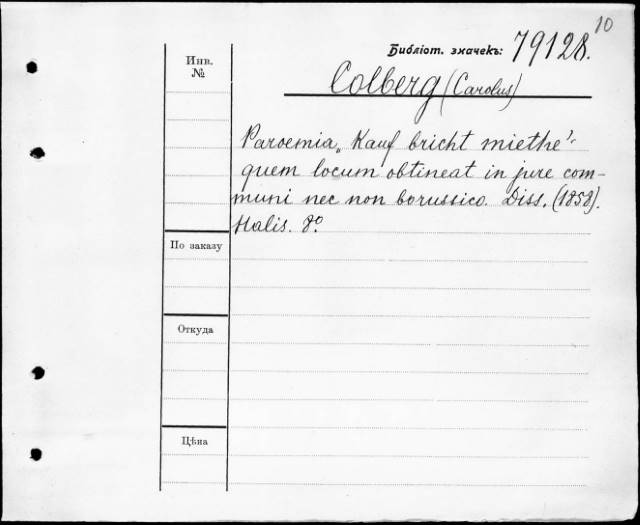 10
Библіот. значекъ: 79128.
Инв.
№
Colberg (Carolus)
Paroemia „Kauf bricht miethe"
quem locum obtineat in jure com-
muni nec non borussico. Diss. (1858).
Halis. 8º.
По заказу
Откуда
Цѣна